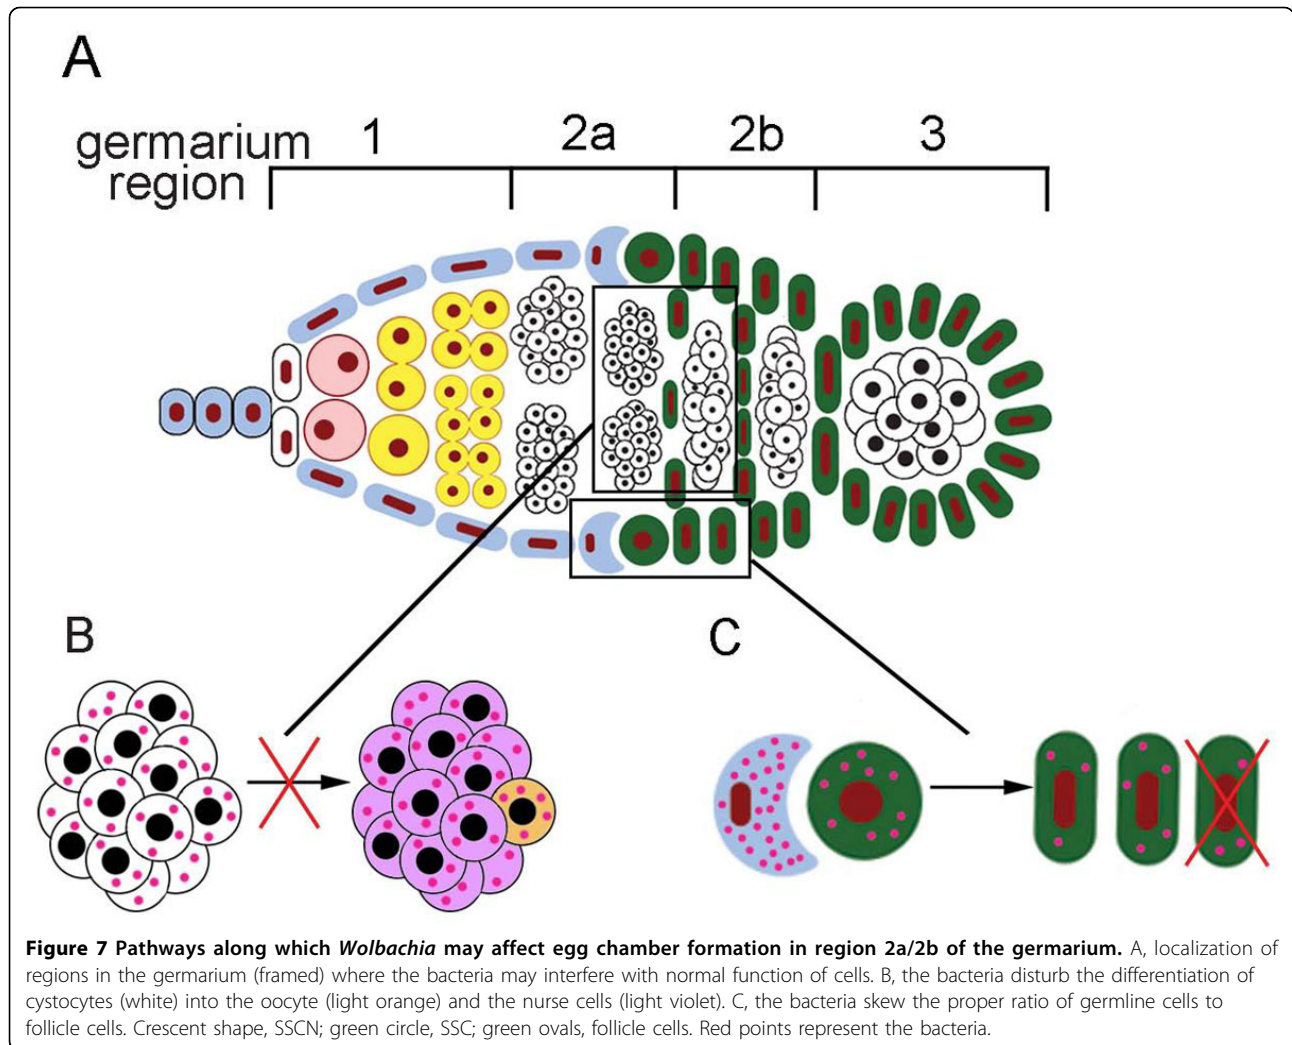 A
germarium
region
1
2a
2b
3
B
C
Figure 7 Pathways along which Wolbachia may affect egg chamber formation in region 2a/2b of the germarium. A, localization of
regions in the germarium (framed) where the bacteria may interfere with normal function of cells. B, the bacteria disturb the differentiation of
cystocytes (white) into the oocyte (light orange) and the nurse cells (light violet). C, the bacteria skew the proper ratio of germline cells to
follicle cells. Crescent shape, SSCN; green circle, SSC; green ovals, follicle cells. Red points represent the bacteria.